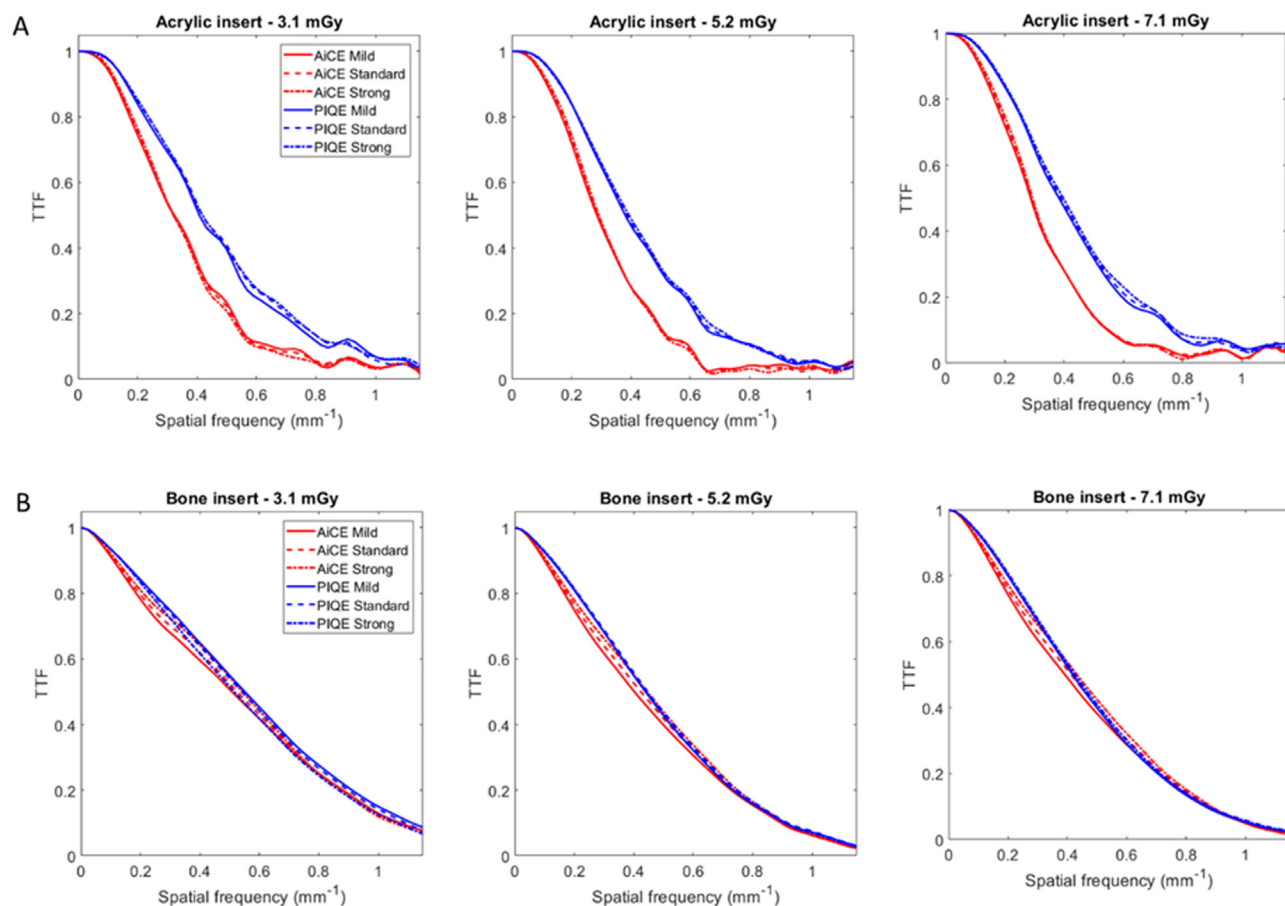 A
Acrylic insert - 3.1 mGy
1
0.8
0.6
0.4
0.2
0
TTF
AiCE Mild
AiCE Standard
AiCE Strong
PIQE Mild
PIQE Standard
PIQE Strong
0 0.2 0.4 0.6 0.8 1
Spatial frequency (mm⁻¹)
Acrylic insert - 5.2 mGy
1
0.8
0.6
0.4
0.2
0
TTF
0 0.2 0.4 0.6 0.8 1
Spatial frequency (mm⁻¹)
Acrylic insert - 7.1 mGy
1
0.8
0.6
0.4
0.2
0
TTF
0 0.2 0.4 0.6 0.8 1
Spatial frequency (mm⁻¹)
B
Bone insert - 3.1 mGy
1
0.8
0.6
0.4
0.2
0
TTF
AiCE Mild
AiCE Standard
AiCE Strong
PIQE Mild
PIQE Standard
PIQE Strong
0 0.2 0.4 0.6 0.8 1
Spatial frequency (mm⁻¹)
Bone insert - 5.2 mGy
1
0.8
0.6
0.4
0.2
0
TTF
0 0.2 0.4 0.6 0.8 1
Spatial frequency (mm⁻¹)
Bone insert - 7.1 mGy
1
0.8
0.6
0.4
0.2
0
TTF
0 0.2 0.4 0.6 0.8 1
Spatial frequency (mm⁻¹)